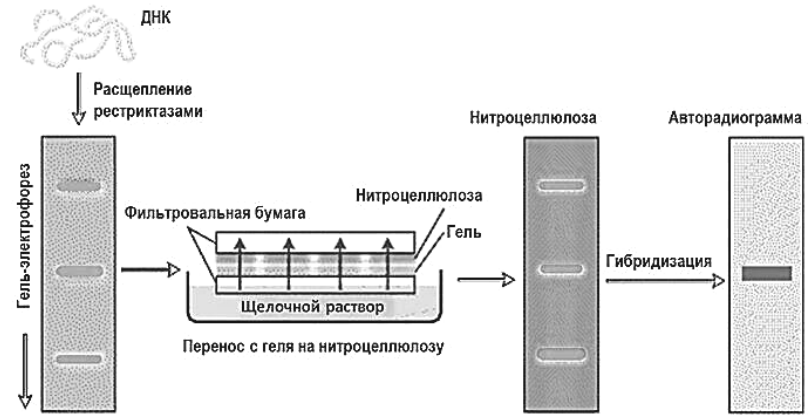 ДНК
Расщепление
рестриктазами
Гель-электрофорез
Фильтровальная бумага
Нитроцеллюлоза
Гель
Щелочной раствор
Перенос с геля на нитроцеллюлозу
Нитроцеллюлоза
Гибридизация
Авторадиограмма